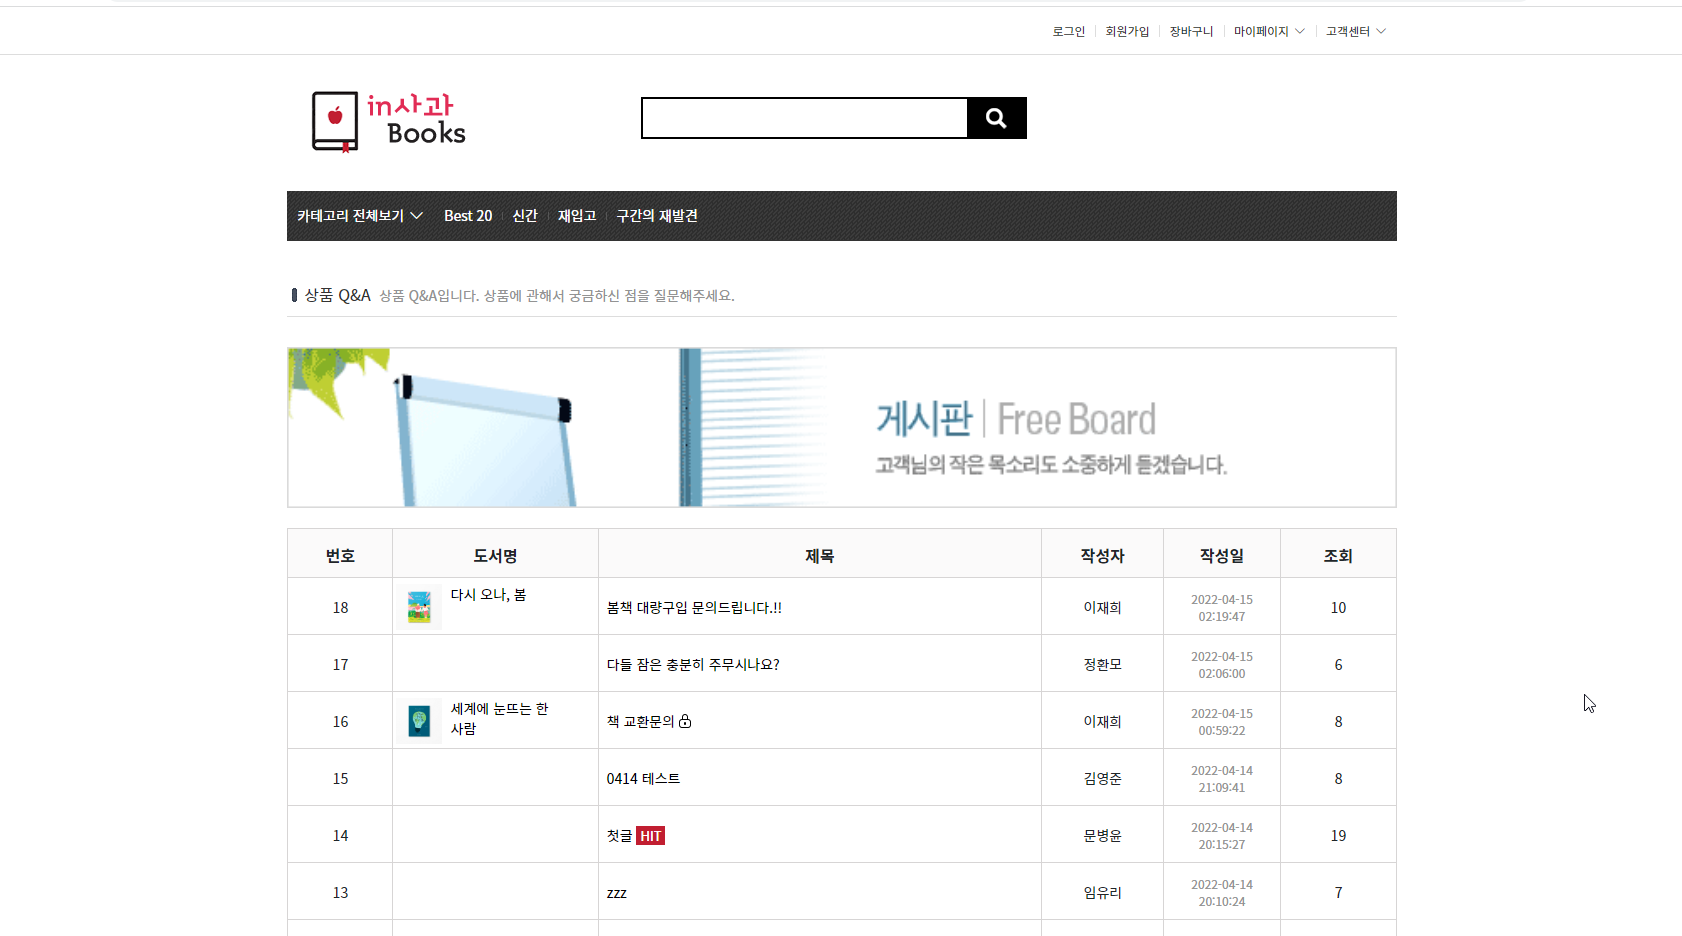 로그인 회원가입 장바구니 마이페이지 고객센터
in사과
Books
카테고리 전체보기 Best 20 신간 재입고 구간의 재발견
상품 Q&A 상품 Q&A입니다. 상품에 관해서 궁금하신 점을 질문해주세요.
게시판 Free Board
고객님의 작은 목소리도 소중하게 듣겠습니다.
번호 도서명 제목 작성자 작성일 조회
18 다시 오나, 봄 봄책 대량구입 문의드립니다.!! 이재희 2022-04-15 10
02:19:47
17 다들 잠은 충분히 주무시나요? 정환모 2022-04-15 6
02:06:00
16 세계에 눈뜨는 한 책 교환문의 이재희 2022-04-15 8
사람 00:59:22
15 0414 테스트 김영준 2022-04-14 8
21:09:41
14 첫글 HIT 문병윤 2022-04-14 19
20:15:27
13 zzz 임유리 2022-04-14 7
20:10:24